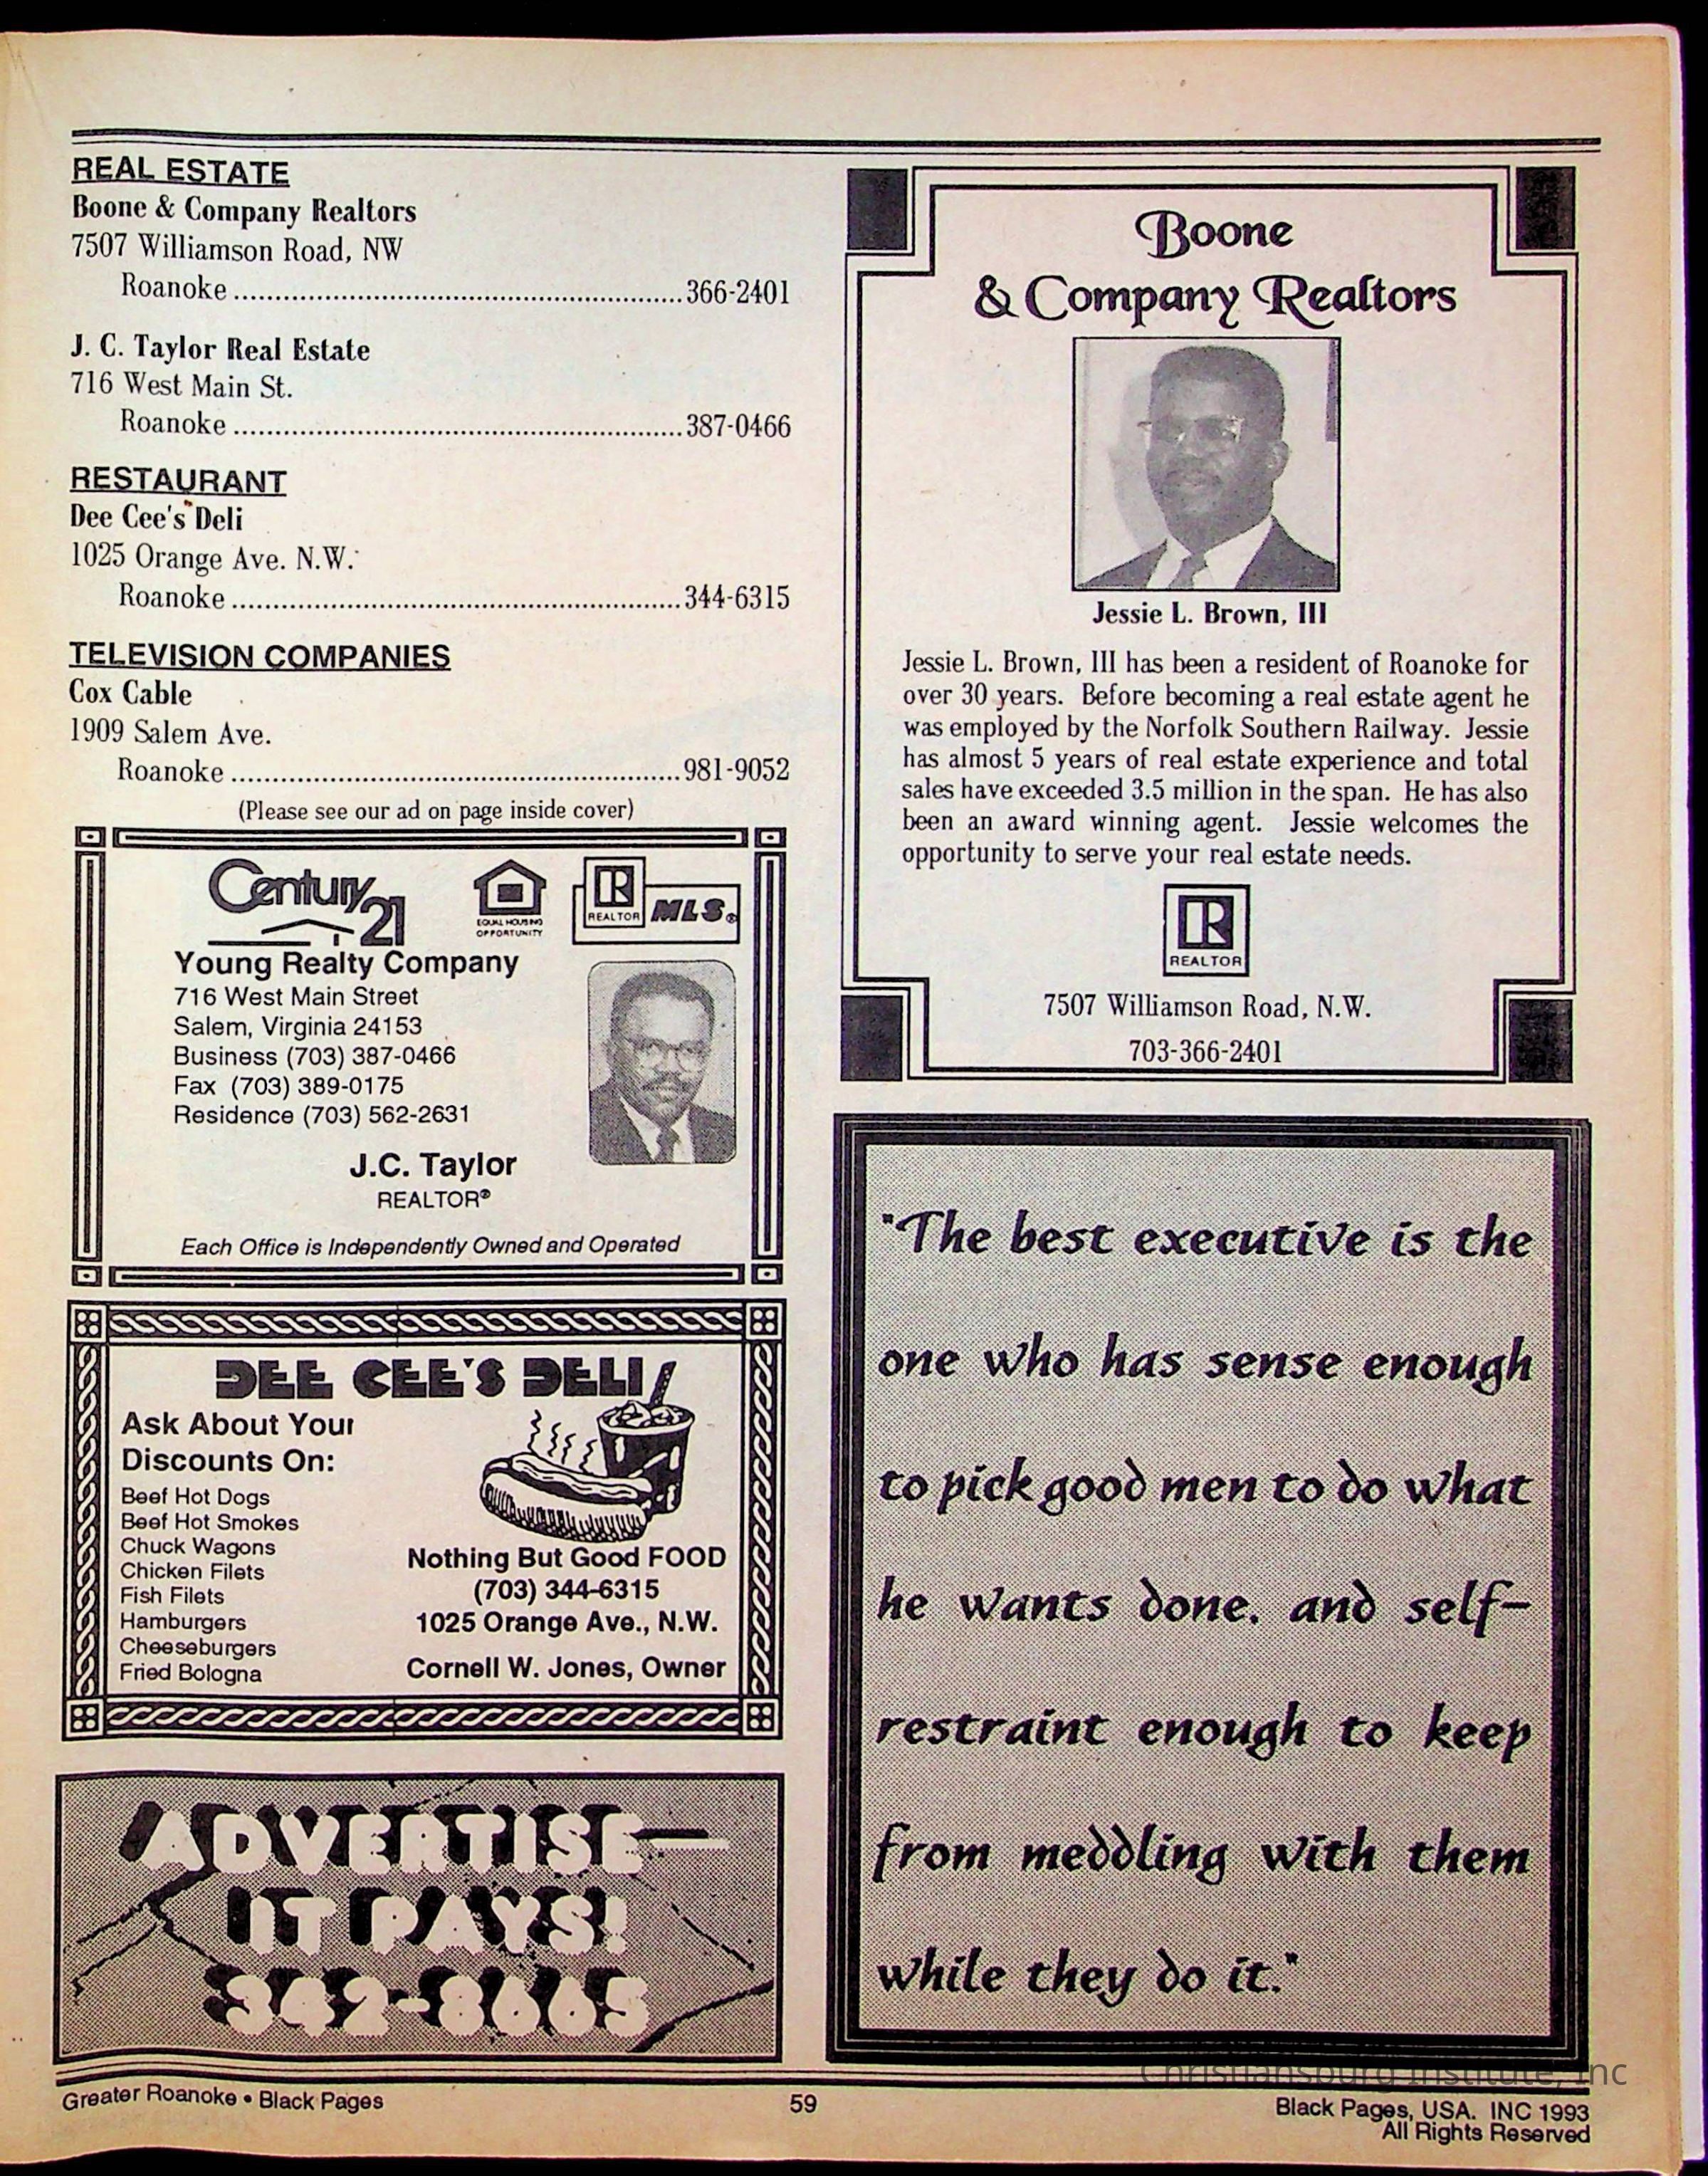 REAL ESTATE
Boone & Company Realtors
7507 Williamson Road, NW
Roanoke ........................................................ 366-2401
J. C. Taylor Real Estate
716 West Main St.
Roanoke ........................................................ 387-0466
RESTAURANT
Dee Cee's Deli
1025 Orange Ave. N.W.
Roanoke ........................................................ 344-6315
TELEVISION COMPANIES
Cox Cable
1909 Salem Ave.
Roanoke ........................................................ 981-9052
(Please see our ad on page inside cover)
Century 21
EQUAL HOUSING
OPPORTUNITY
R
REALTOR
MLS®
Young Realty Company
716 West Main Street
Salem, Virginia 24153
Business (703) 387-0466
Fax (703) 389-0175
Residence (703) 562-2631
J.C. Taylor
REALTOR®
Each Office is Independently Owned and Operated
DEE CEE'S DELI
Ask About Your
Discounts On:
Beef Hot Dogs
Beef Hot Smokes
Chuck Wagons
Chicken Filets
Fish Filets
Hamburgers
Cheeseburgers
Fried Bologna
Nothing But Good FOOD
(703) 344-6315
1025 Orange Ave., N.W.
Cornell W. Jones, Owner
ADVERTISE—
IT PAYS!
342-8665
Boone
& Company Realtors
Jessie L. Brown, III
Jessie L. Brown, III has been a resident of Roanoke for
over 30 years. Before becoming a real estate agent he
was employed by the Norfolk Southern Railway. Jessie
has almost 5 years of real estate experience and total
sales have exceeded 3.5 million in the span. He has also
been an award winning agent. Jessie welcomes the
opportunity to serve your real estate needs.
R
REALTOR
7507 Williamson Road, N.W.
703-366-2401
"The best executive is the
one who has sense enough
to pick good men to do what
he wants done, and self-
restraint enough to keep
from meddling with them
while they do it."
Christiansburg Institute, Inc
Greater Roanoke • Black Pages
59
Black Pages, USA. INC 1993
All Rights Reserved